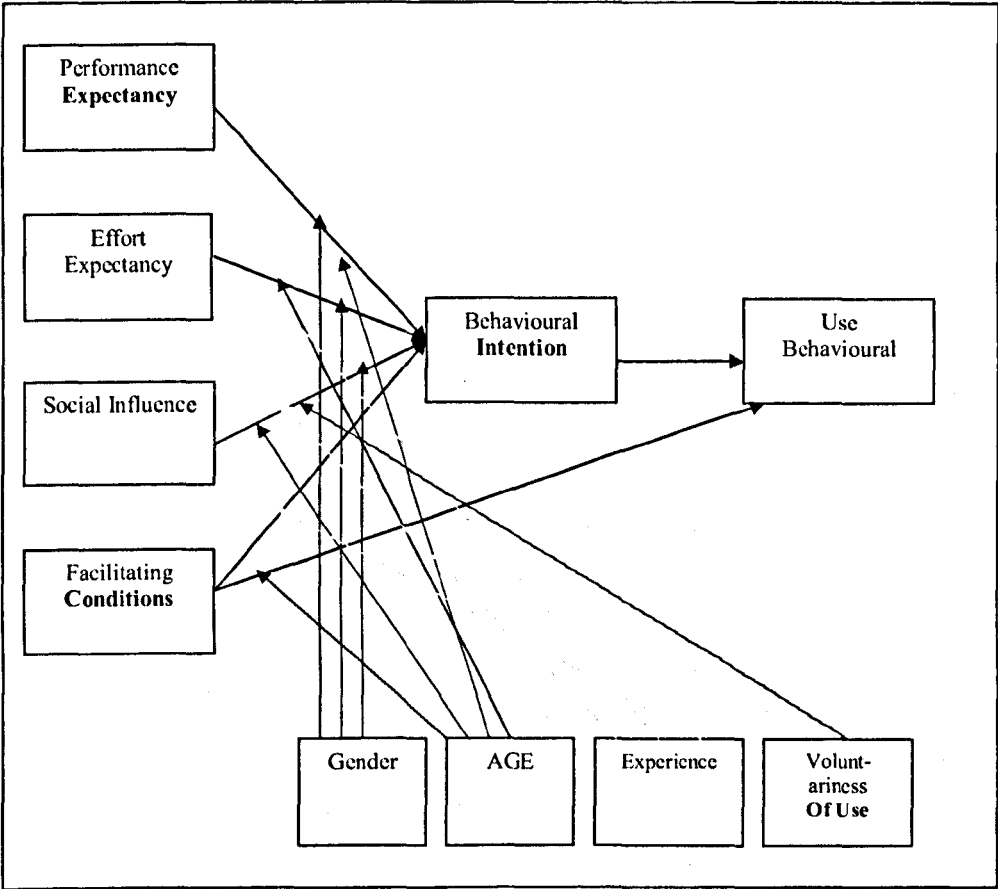 Performance
Expectancy
Effort
Expectancy
Behavioural
Intention
Use
Behavioural
Social Influence
Facilitating
Conditions
Gender
AGE
Experience
Volunt-
ariness
Of Use